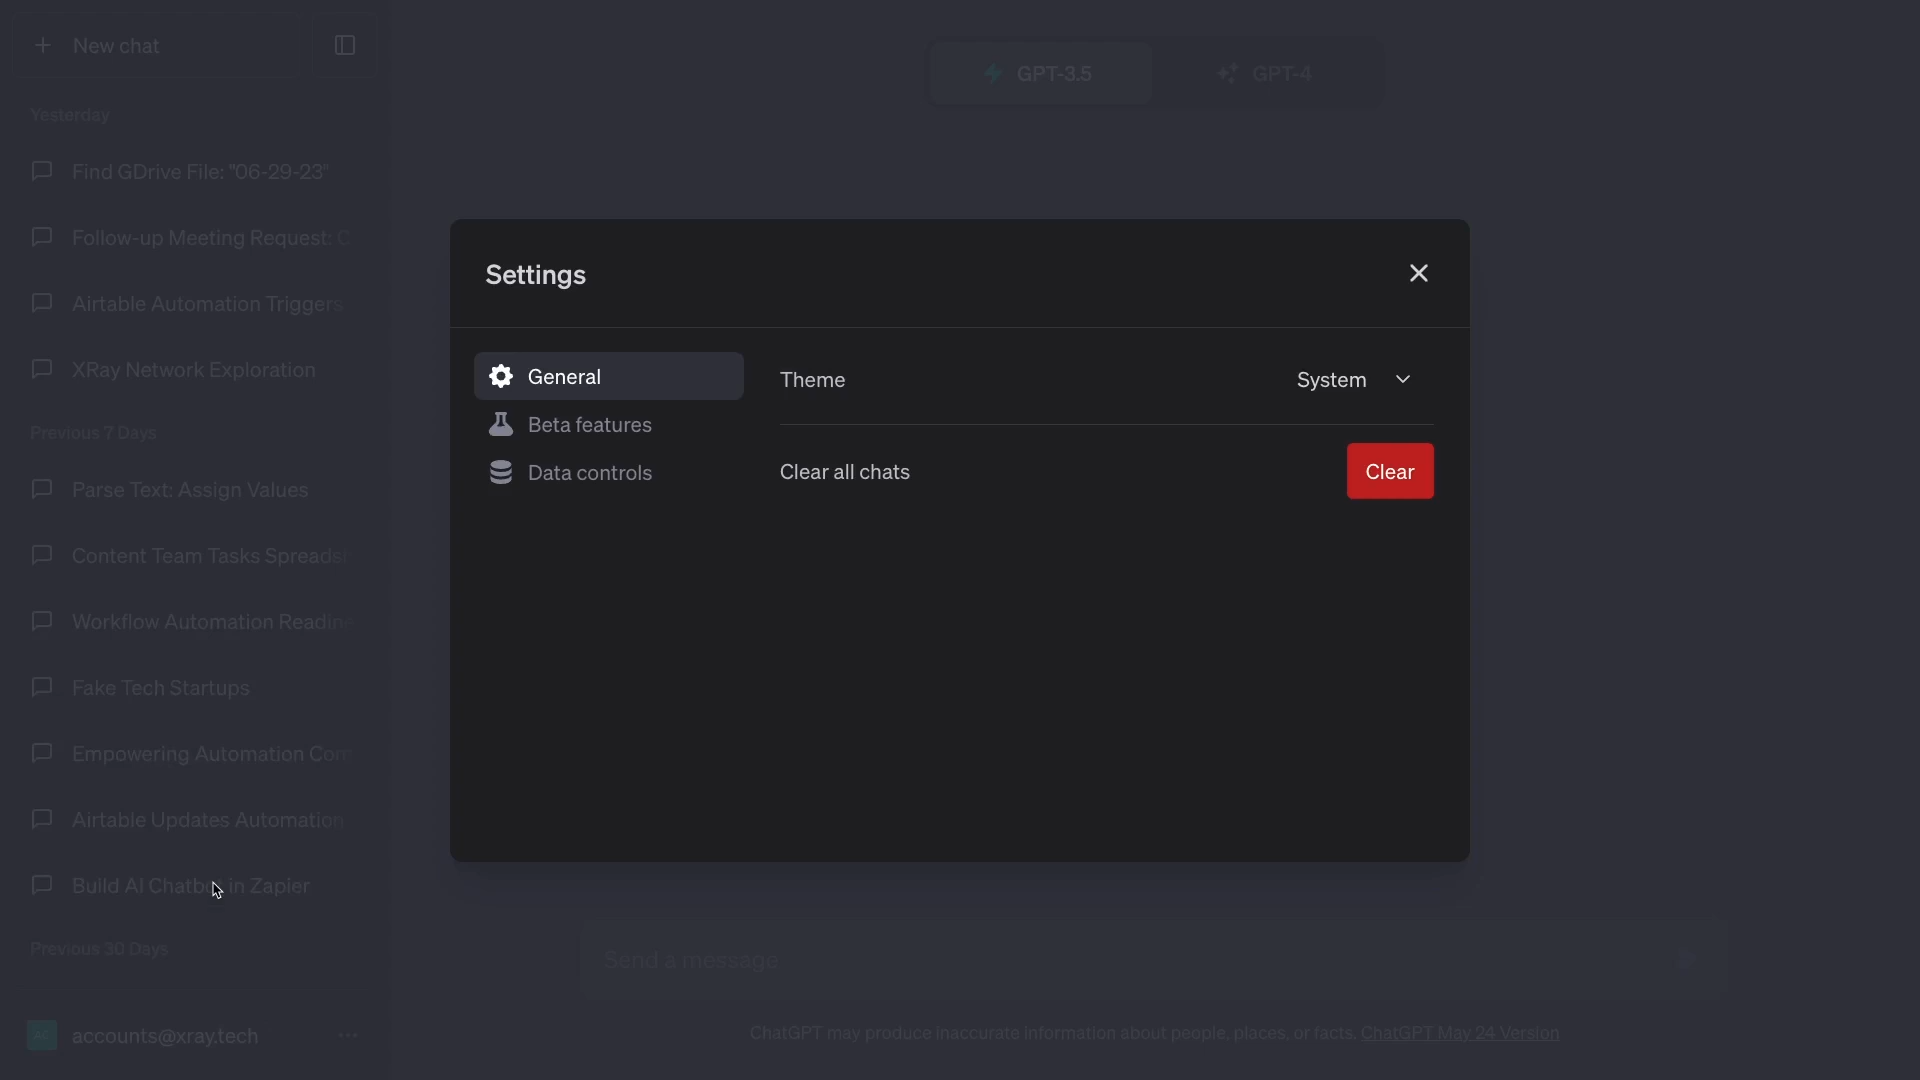 New chat
GPT-3.5
GPT-4
Yesterday
Find GDrive File: "06-29-23"
Follow-up Meeting Request: C
Airtable Automation Triggers
XRay Network Exploration
Previous 7 Days
Parse Text: Assign Values
Content Team Tasks Spreadsh
Workflow Automation Readine
Fake Tech Startups
Empowering Automation Con
Airtable Updates Automation
Build AI Chatbot in Zapier
Previous 30 Days
accounts@xray.tech
Settings
General
Beta features
Data controls
Theme
System
Clear all chats
Clear
Send a message.
ChatGPT may produce inaccurate information about people, places, or facts. ChatGPT May 24 Version